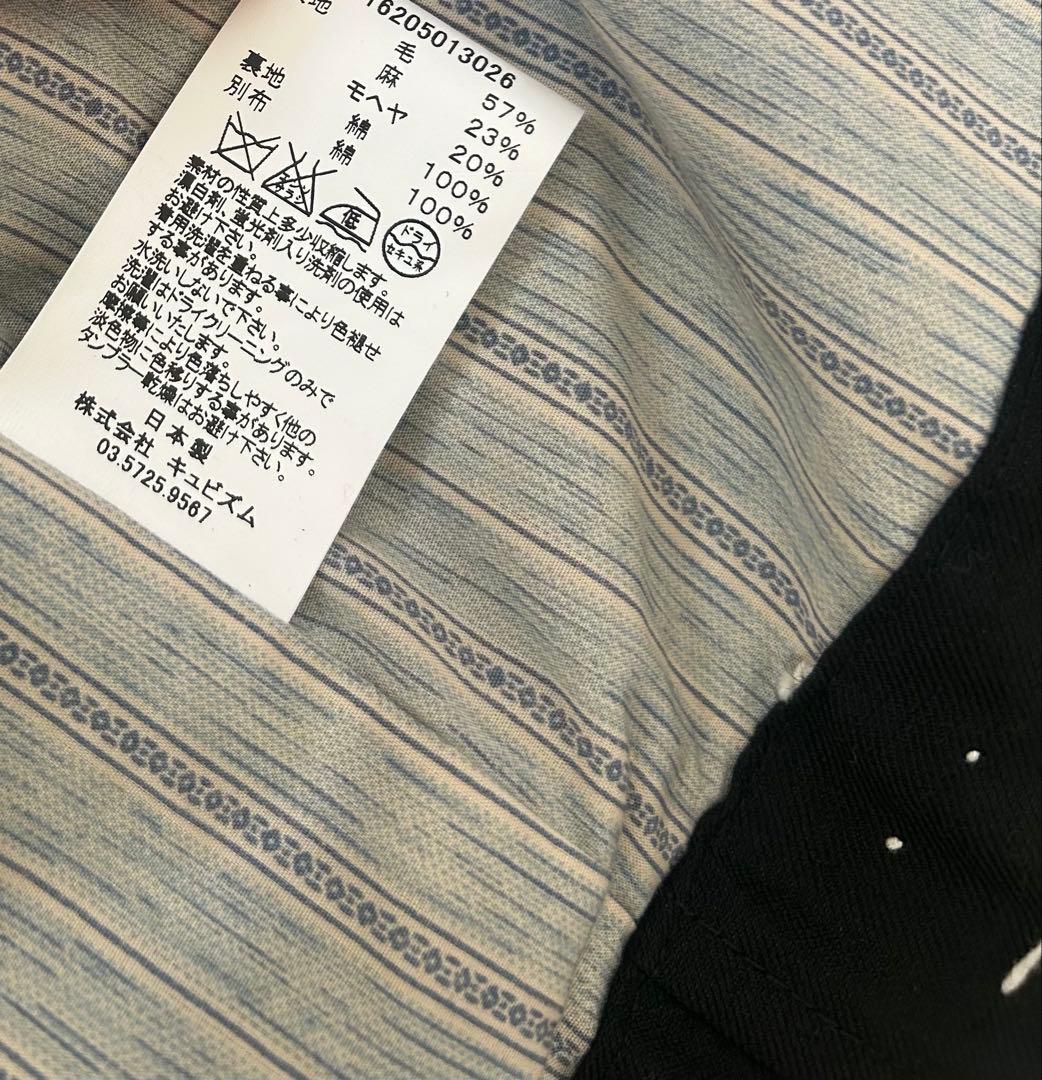 地
16205013026
毛 57%
麻 23%
モヘヤ 20%
裏地 綿 100%
別布 綿 100%
低
ドライ
セキユ系
素材の性質上多少収縮します。
漂白剤、蛍光剤入り洗剤の使用は
お避け下さい。
着用洗濯を重ねる事により色褪せ
する事があります。
水洗いしないで下さい。
洗濯はドライクリーニングのみで
お願いいたします。
摩擦等により色落ちしやすく他の
淡色物に色移りする事があります。
タンブラー乾燥はお避け下さい。
日本製
株式会社 キュビズム
03.5725.9567